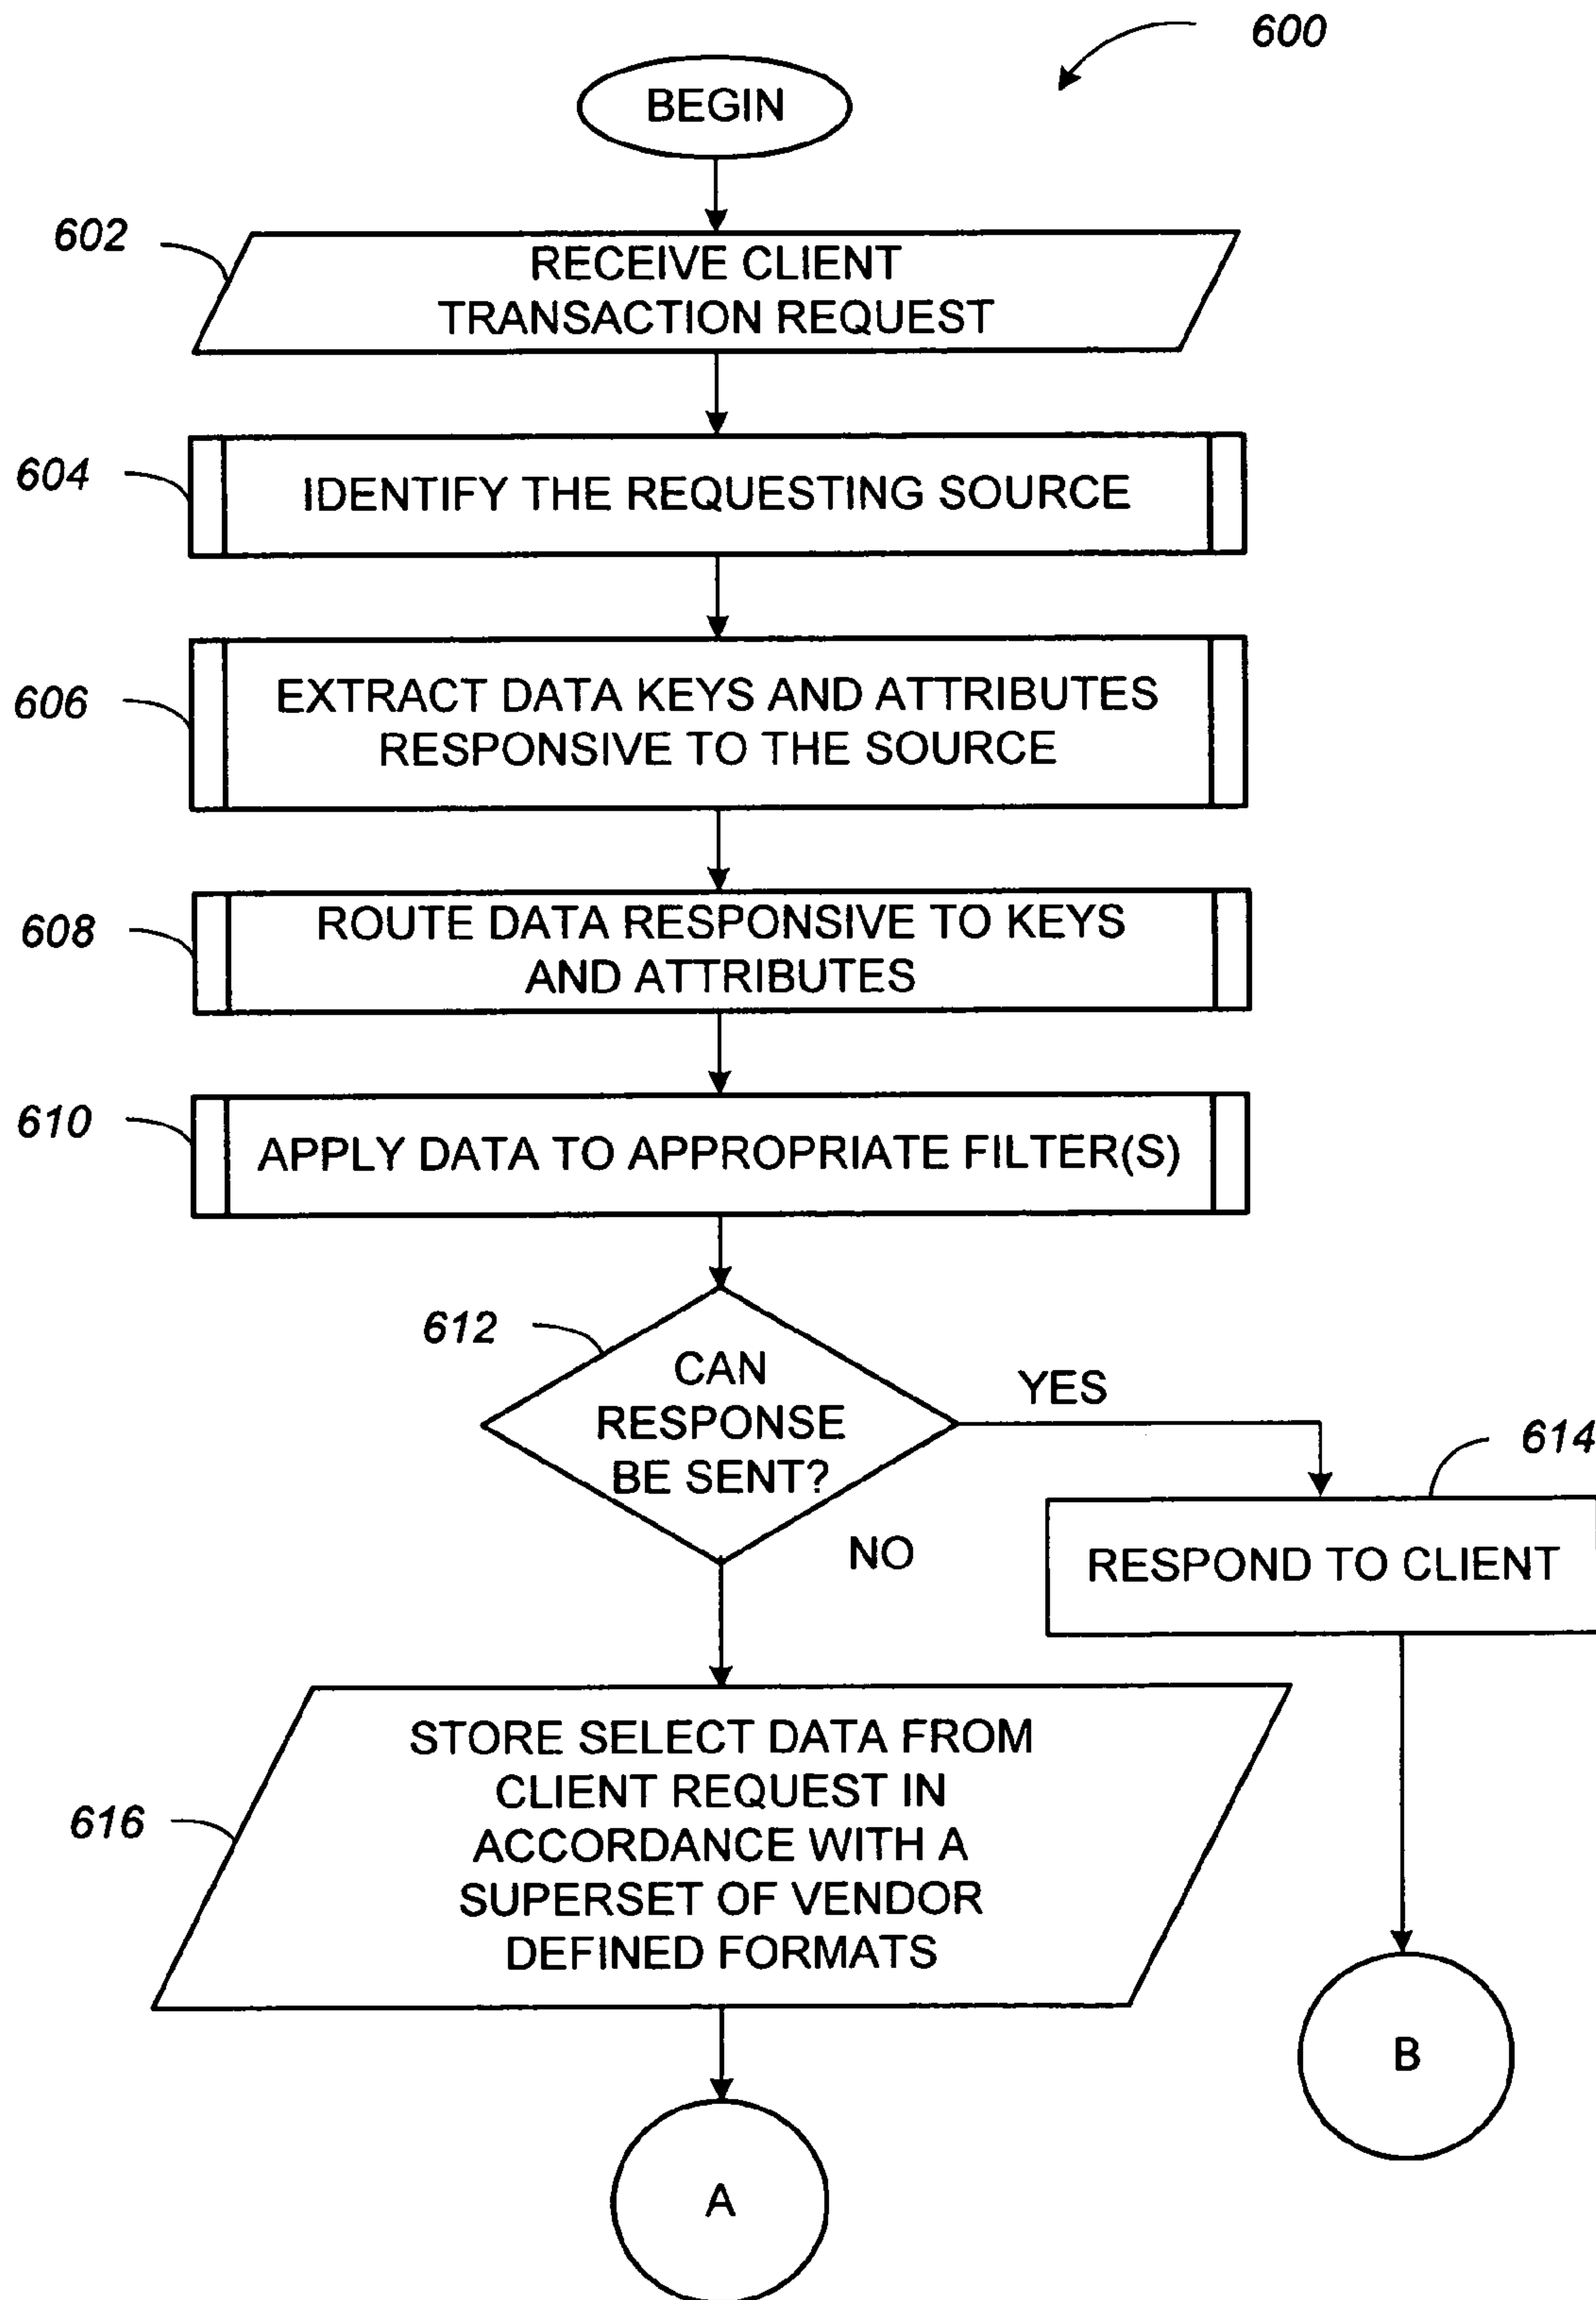 600
BEGIN
602
RECEIVE CLIENT
TRANSACTION REQUEST
604
IDENTIFY THE REQUESTING SOURCE
606
EXTRACT DATA KEYS AND ATTRIBUTES
RESPONSIVE TO THE SOURCE
608
ROUTE DATA RESPONSIVE TO KEYS
AND ATTRIBUTES
610
APPLY DATA TO APPROPRIATE FILTER(S)
612
CAN
RESPONSE
BE SENT?
YES
614
NO
RESPOND TO CLIENT
616
STORE SELECT DATA FROM
CLIENT REQUEST IN
ACCORDANCE WITH A
SUPERSET OF VENDOR
DEFINED FORMATS
B
A